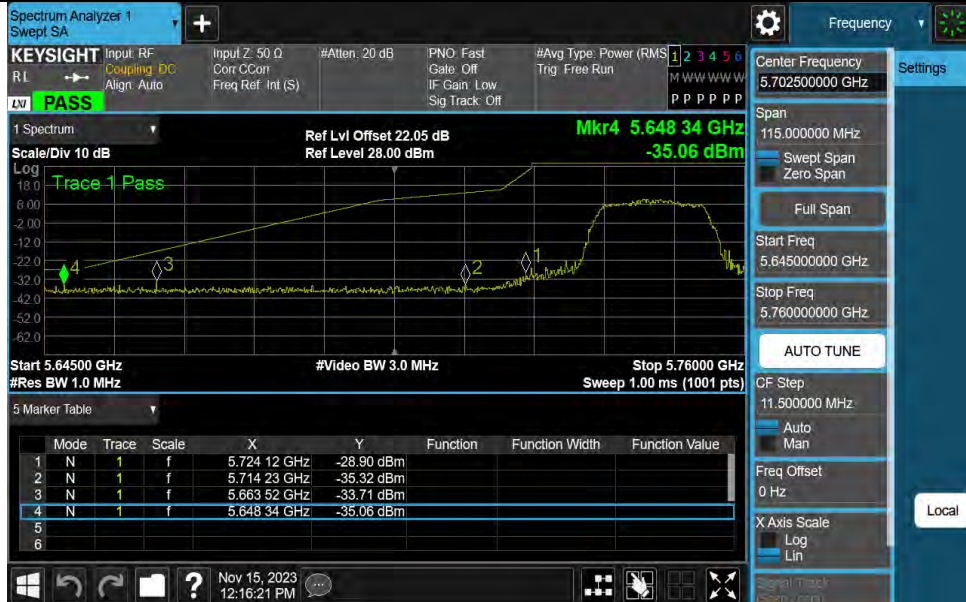 Spectrum Analyzer 1
Swept SA
Frequency
KEYSIGHT
RL
LXI
PASS
Input: RF
Coupling: DC
Align: Auto
Input Z: 50 Ω
Corr CCorr
Freq Ref: Int (S)
#Atten: 20 dB
PNO: Fast
Gate: Off
IF Gain: Low
Sig Track: Off
#Avg Type: Power (RMS
Trig: Free Run
1 2 3 4 5 6
M W W W W W
P P P P P P
1 Spectrum
Scale/Div 10 dB
Ref Lvl Offset 22.05 dB
Ref Level 28.00 dBm
Mkr4 5.648 34 GHz
-35.06 dBm
Log
Trace 1 Pass
18.0
8.00
-2.00
-12.0
-22.0
-32.0
-42.0
-52.0
-62.0
4
3
2
1
Start 5.64500 GHz
#Video BW 3.0 MHz
Stop 5.76000 GHz
#Res BW 1.0 MHz
Sweep 1.00 ms (1001 pts)
5 Marker Table
Mode Trace Scale X Y Function Function Width Function Value
1 N 1 f 5.724 12 GHz -28.90 dBm
2 N 1 f 5.714 23 GHz -35.32 dBm
3 N 1 f 5.663 52 GHz -33.71 dBm
4 N 1 f 5.648 34 GHz -35.06 dBm
5
6
Nov 15, 2023
12:16:21 PM
Center Frequency
5.702500000 GHz
Span
115.000000 MHz
Swept Span
Zero Span
Full Span
Start Freq
5.645000000 GHz
Stop Freq
5.760000000 GHz
AUTO TUNE
CF Step
11.500000 MHz
Auto
Man
Freq Offset
0 Hz
X Axis Scale
Log
Lin
Signal Track
Settings
Local